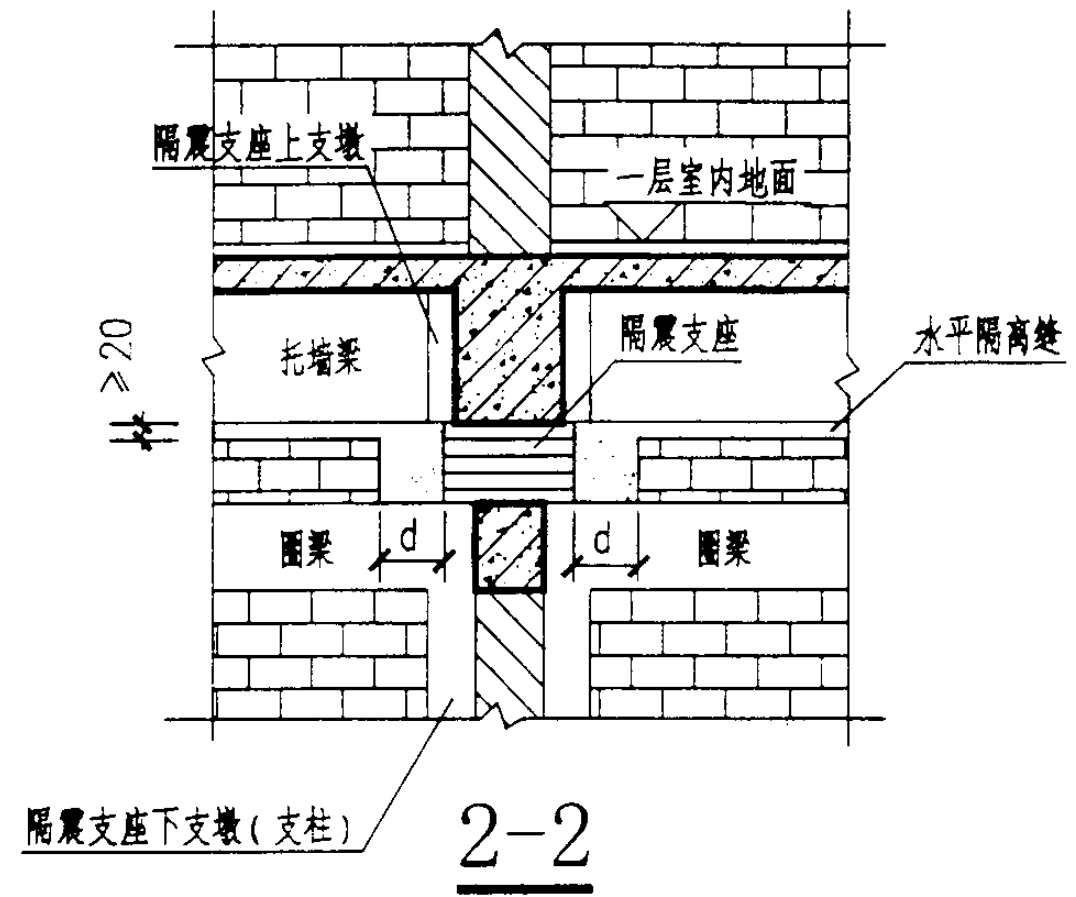 隔震支座上支墩
一层室内地面
≥20
托墙梁
隔震支座
水平隔离缝
圈梁
d
d
圈梁
隔震支座下支墩(支柱)
2-2